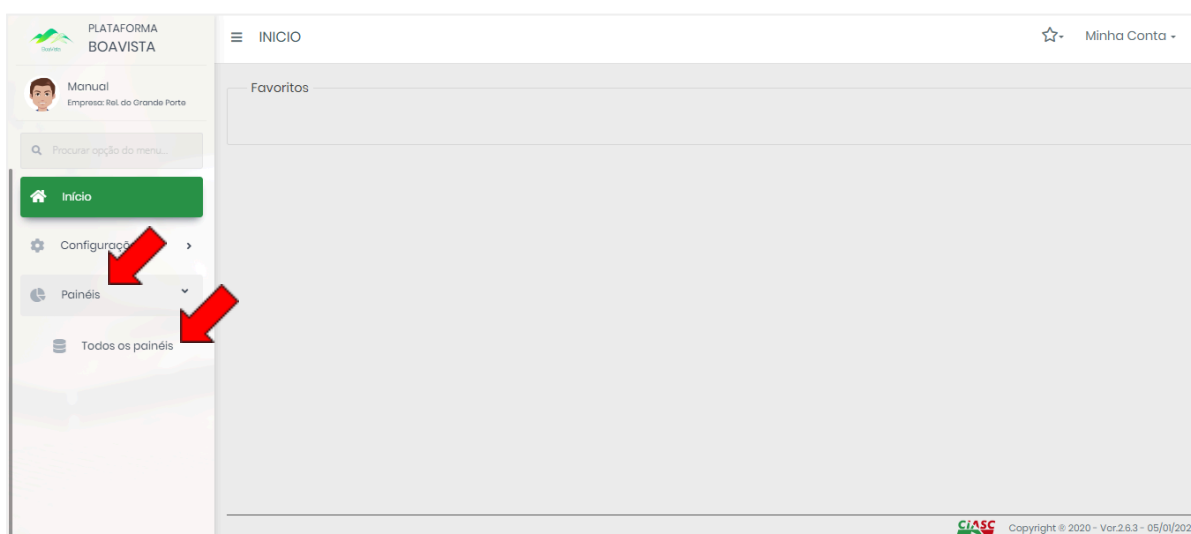 PLATAFORMA
BOAVISTA
INICIO
Minha Conta
Manual
Empresa: Rel. do Grande Porte
Favoritos
Procurar opção do menu...
Início
Configuraçõ
Painéis
Todos os painéis
CiASC
Copyright © 2020 - Ver.2.6.3 - 05/01/202